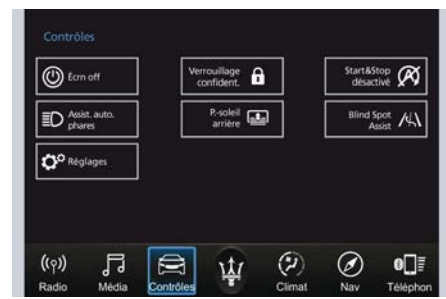 Contrôles
Écrn off
Verrouillage
confident.
Start&Stop
désactivé
Assist. auto.
phares
P.-soleil
arrière
Blind Spot
Assist
Réglages
Radio
Média
Contrôles
Climat
Nav
Téléphon